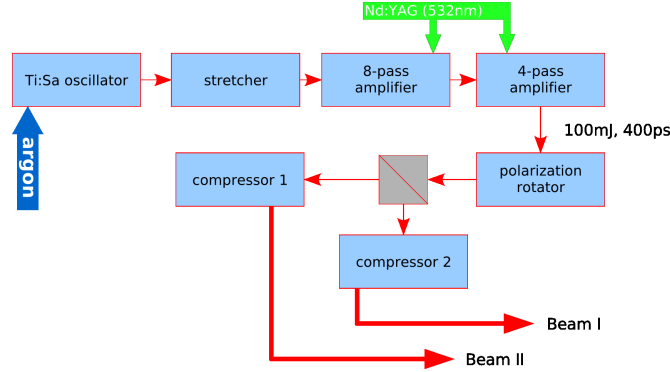 Nd:YAG (532nm)
Ti:Sa oscillator
stretcher
8-pass
amplifier
4-pass
amplifier
argon
100mJ, 400ps
compressor 1
polarization
rotator
compressor 2
Beam I
Beam II